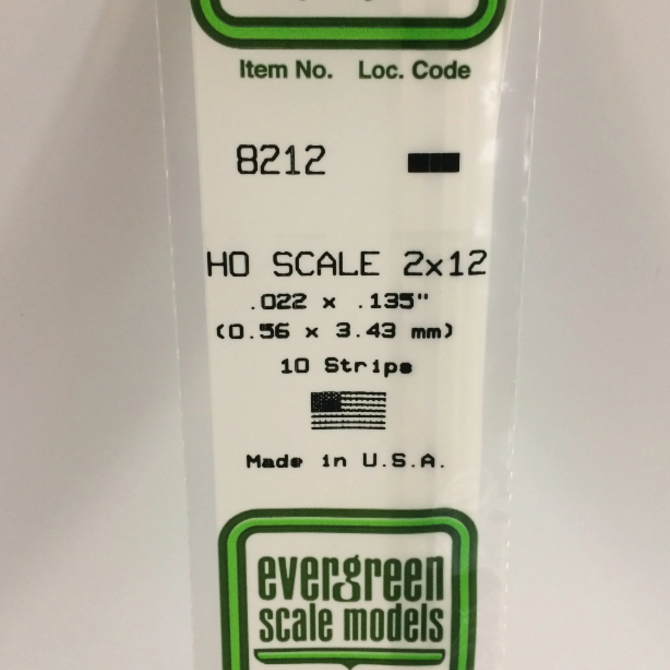 Item No. Loc. Code
8212
HO SCALE 2x12
.022 x .135"
(0.56 x 3.43 mm)
10 Strips
Made in U.S.A.
evergreen
scale models